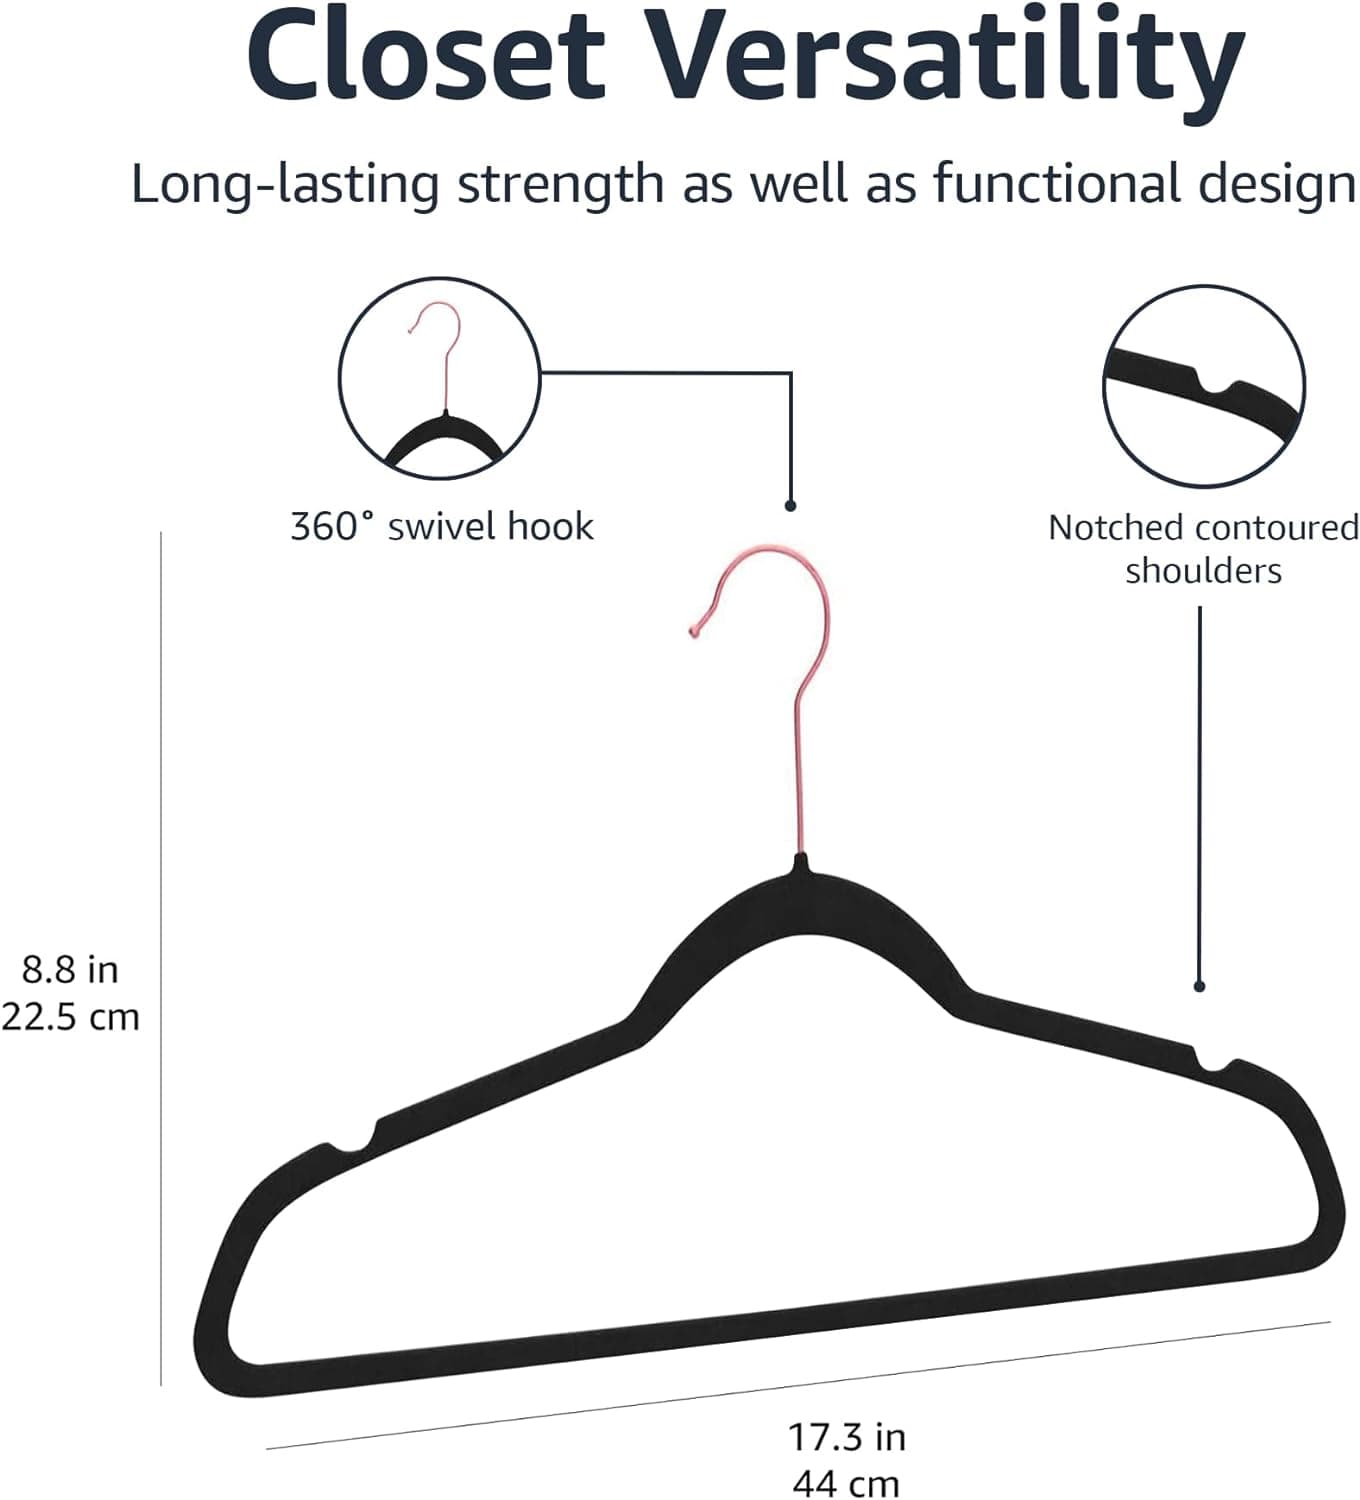 Closet Versatility
Long-lasting strength as well as functional design
360° swivel hook
Notched contoured
shoulders
8.8 in
22.5 cm
17.3 in
44 cm